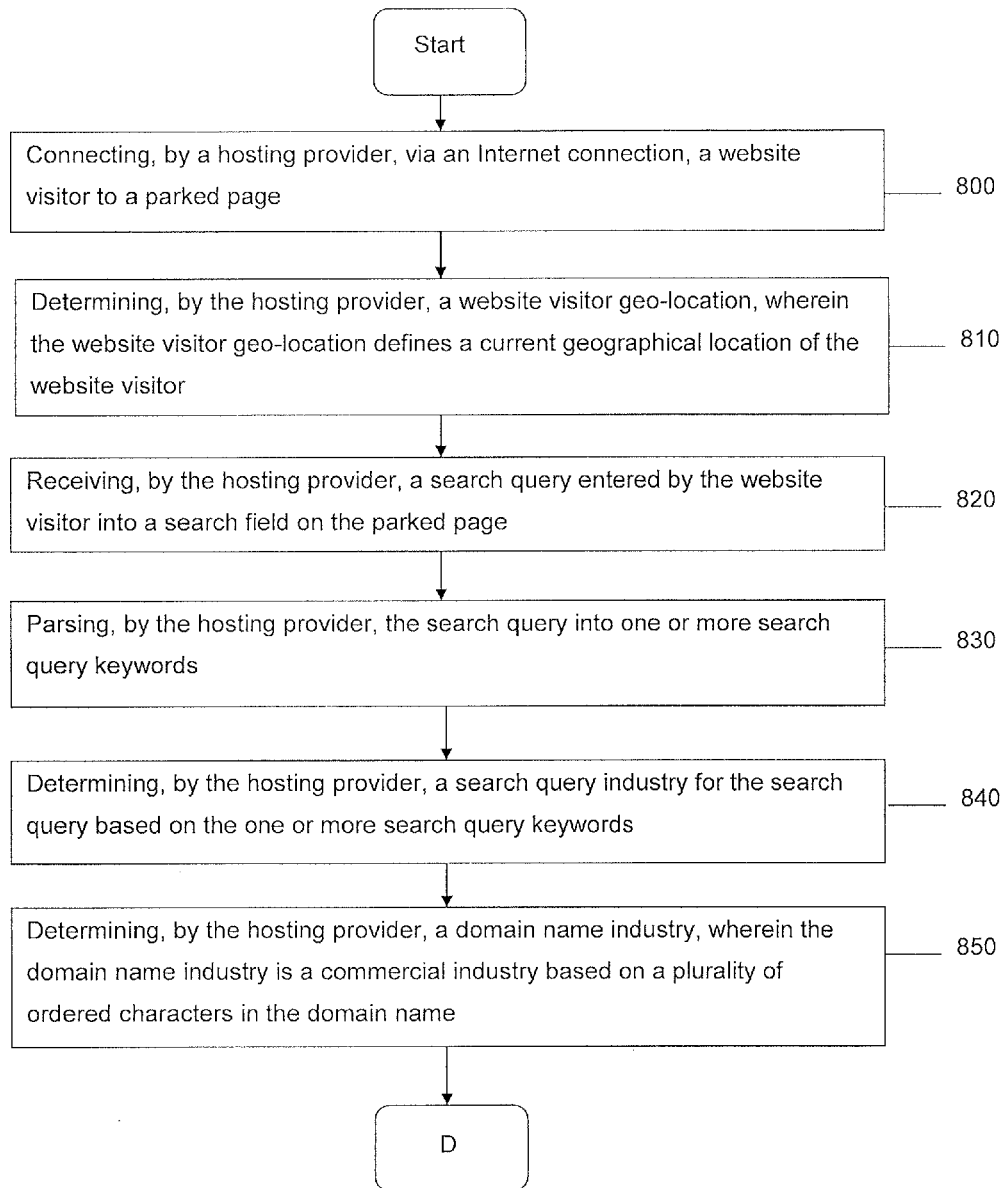 Start
Connecting, by a hosting provider, via an Internet connection, a website
visitor to a parked page
800
Determining, by the hosting provider, a website visitor geo-location, wherein
the website visitor geo-location defines a current geographical location of the
website visitor
810
Receiving, by the hosting provider, a search query entered by the website
visitor into a search field on the parked page
820
Parsing, by the hosting provider, the search query into one or more search
query keywords
830
Determining, by the hosting provider, a search query industry for the search
query based on the one or more search query keywords
840
Determining, by the hosting provider, a domain name industry, wherein the
domain name industry is a commercial industry based on a plurality of
ordered characters in the domain name
850
D